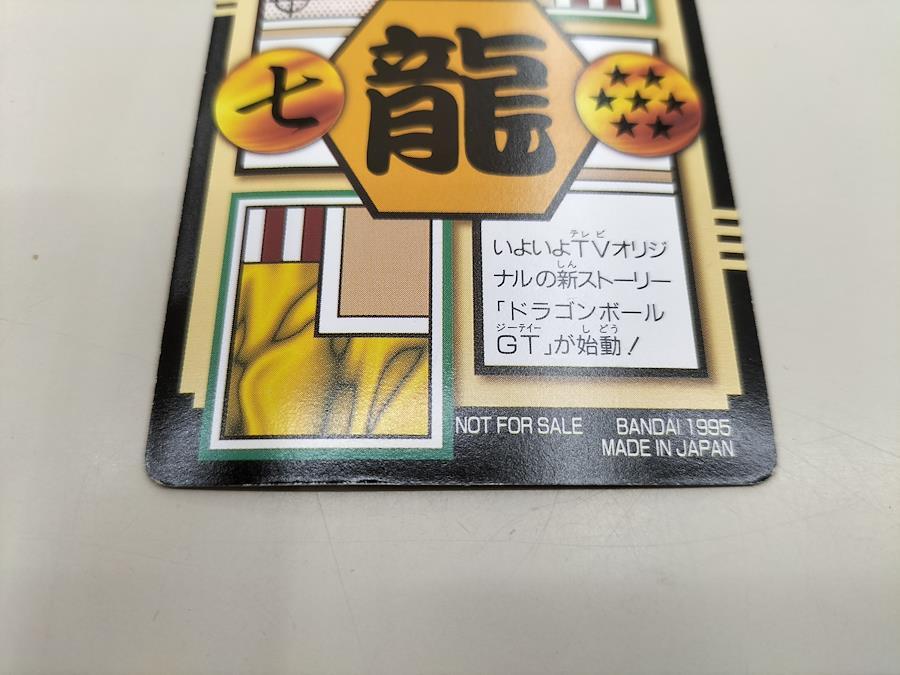 七
龍
いよいよTVオリジ
ナルの新ストーリー
「ドラゴンボール
GT」が始動！
NOT FOR SALE BANDAI 1995
MADE IN JAPAN